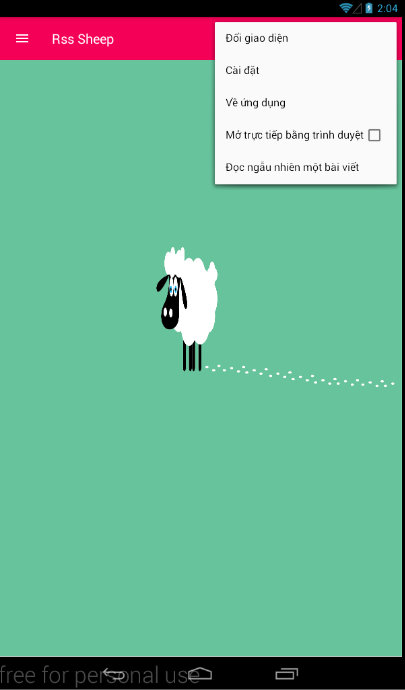 2:04
Rss Sheep
Đổi giao diện
Cài đặt
Về ứng dụng
Mở trực tiếp bằng trình duyệt
Đọc ngẫu nhiên một bài viết
free for personal use